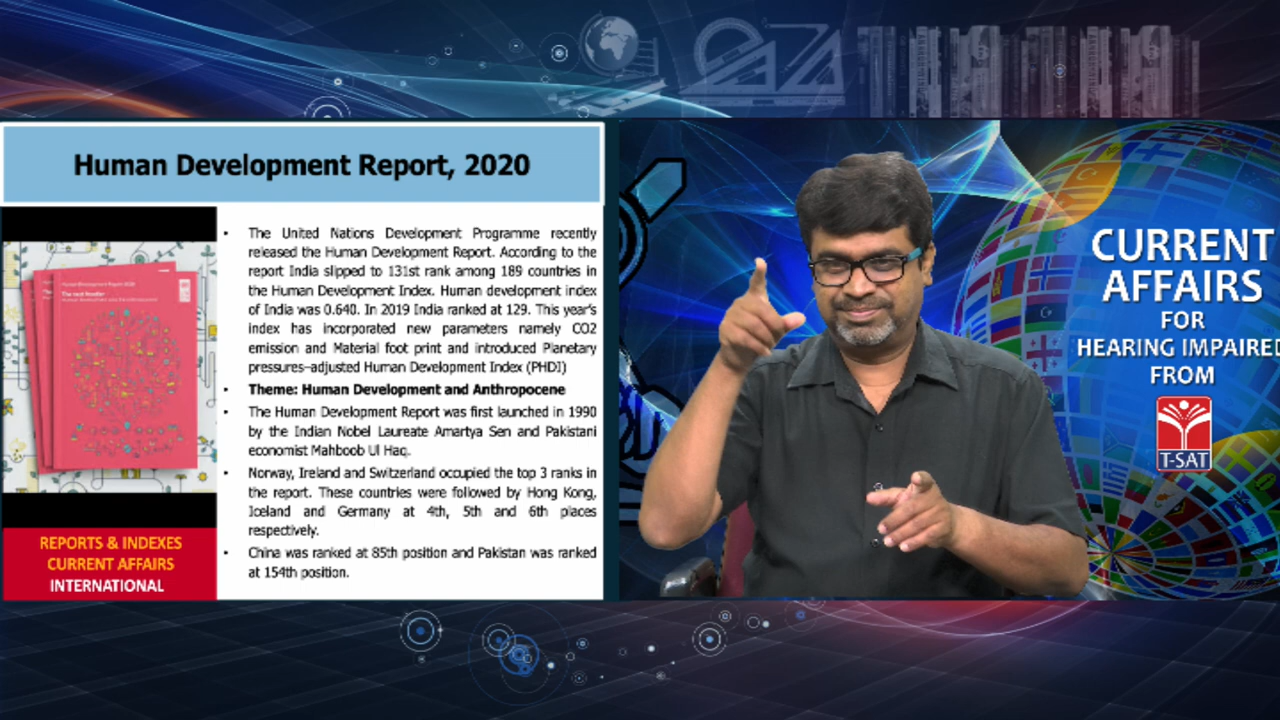 Human Development Report, 2020
The United Nations Development Programme recently
released the Human Development Report. According to the
report India slipped to 131st rank among 189 countries in
the Human Development Index. Human development index
of India was 0.640. In 2019 India ranked at 129. This year's
index has incorporated new parameters namely CO2
emission and Material foot print and introduced Planetary
pressures–adjusted Human Development Index (PHDI)
Theme: Human Development and Anthropocene
The Human Development Report was first launched in 1990
by the Indian Nobel Laureate Amartya Sen and Pakistani
economist Mahboob Ul Haq.
Norway, Ireland and Switzerland occupied the top 3 ranks in
the report. These countries were followed by Hong Kong,
Iceland and Germany at 4th, 5th and 6th places
respectively.
China was ranked at 85th position and Pakistan was ranked
at 154th position.
Human Development Report 2020
The next frontier
REPORTS & INDEXES
CURRENT AFFAIRS
INTERNATIONAL
CURRENT
AFFAIRS
FOR
HEARING IMPAIRED
FROM
T-SAT